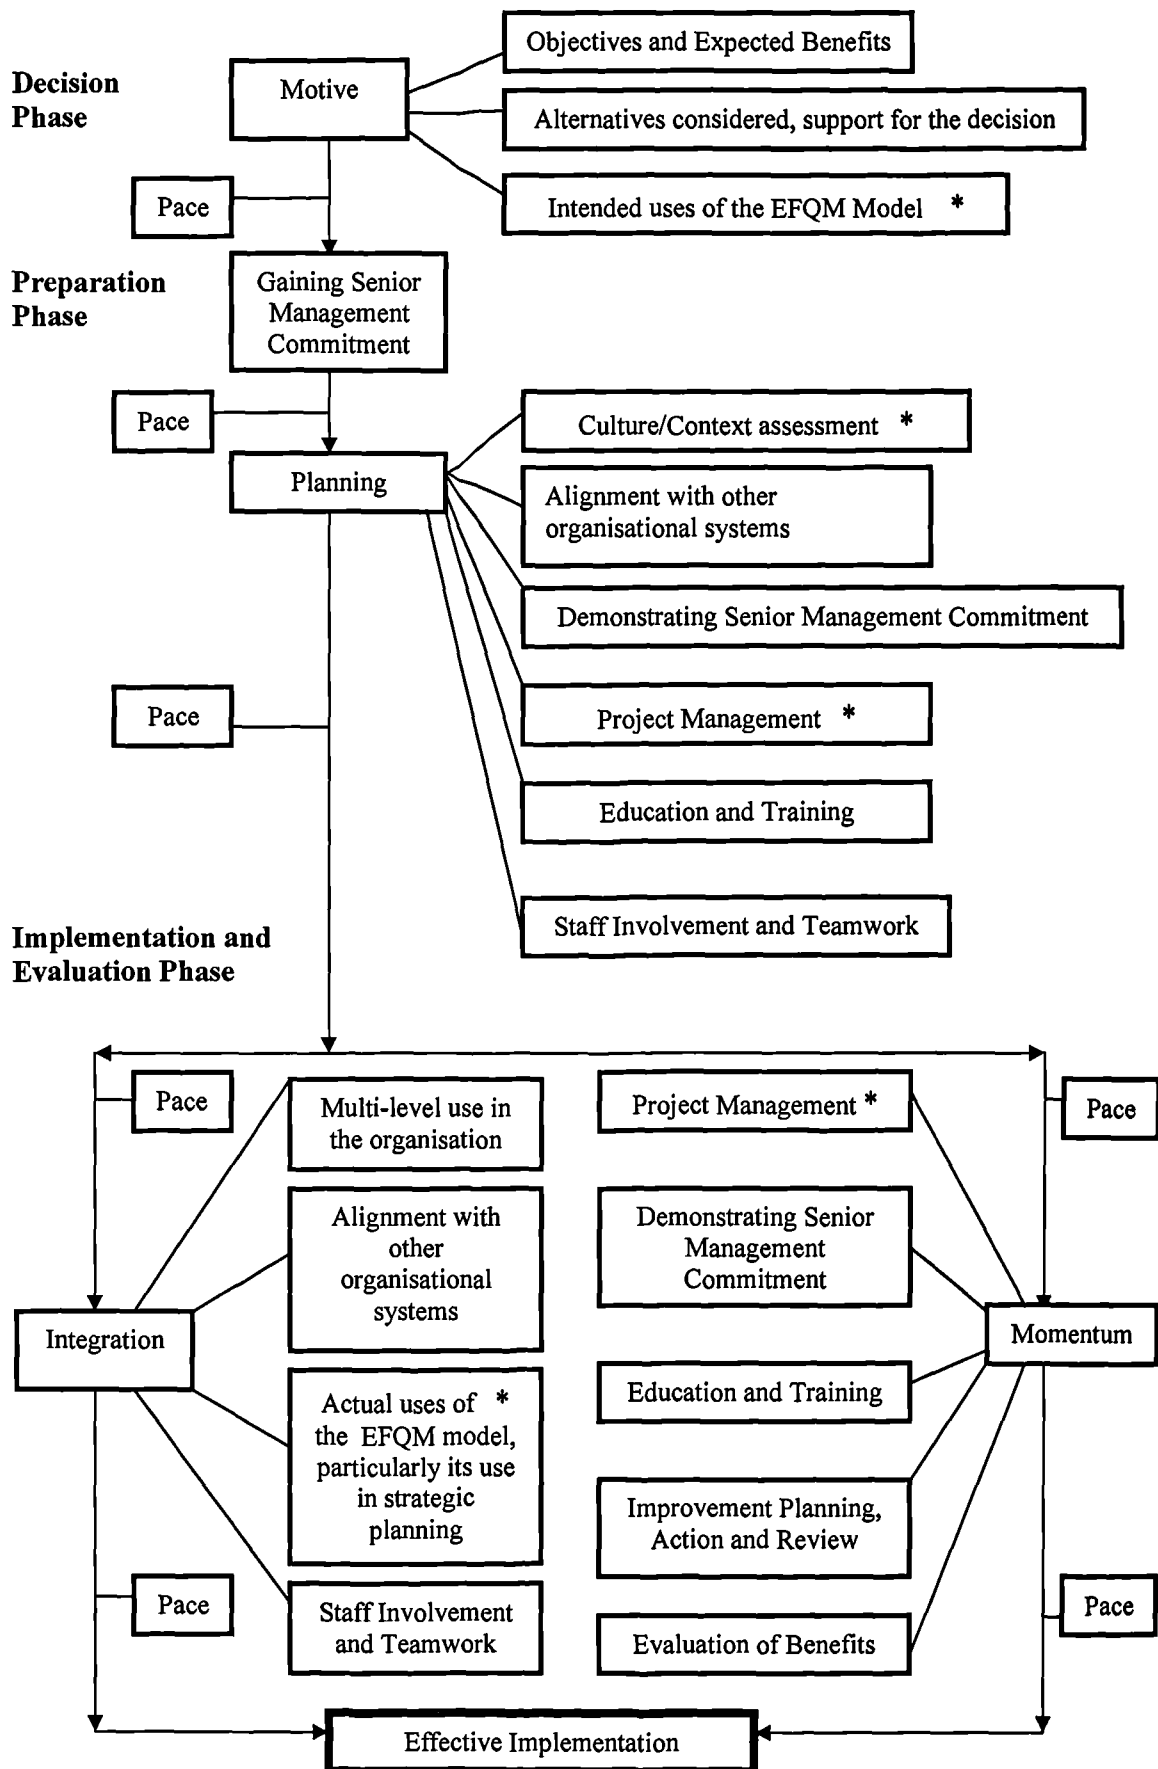 Objectives and Expected Benefits
Decision
Phase
Motive
Alternatives considered, support for the decision
Pace
Intended uses of the EFQM Model *
Preparation
Phase
Gaining Senior
Management
Commitment
Pace
Culture/Context assessment *
Planning
Alignment with other
organisational systems
Demonstrating Senior Management Commitment
Pace
Project Management *
Education and Training
Staff Involvement and Teamwork
Implementation and
Evaluation Phase
Pace
Multi-level use in
the organisation
Project Management *
Pace
Alignment with
other
organisational
systems
Demonstrating Senior
Management
Commitment
Integration
Momentum
Actual uses of *
the EFQM model,
particularly its use
in strategic
planning
Education and Training
Improvement Planning,
Action and Review
Pace
Staff Involvement
and Teamwork
Evaluation of Benefits
Pace
Effective Implementation